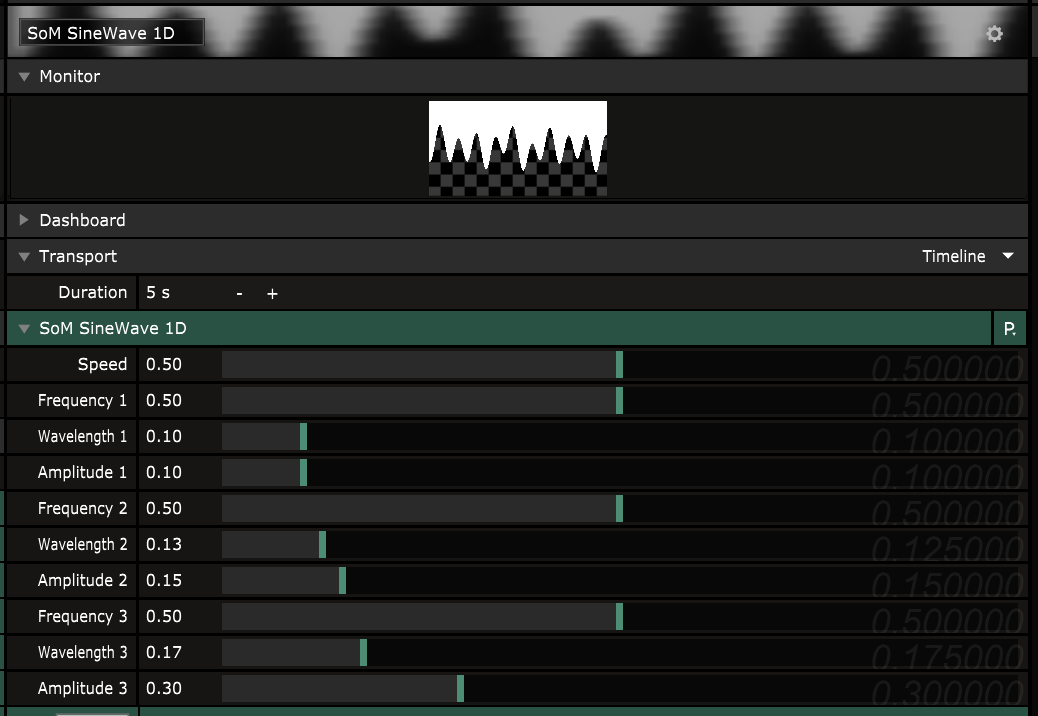 SoM SineWave 1D
Monitor
Dashboard
Transport Timeline
Duration 5 s - +
SoM SineWave 1D P.
Speed 0.50 0.500000
Frequency 1 0.50 0.500000
Wavelength 1 0.10 0.100000
Amplitude 1 0.10 0.100000
Frequency 2 0.50 0.500000
Wavelength 2 0.13 0.125000
Amplitude 2 0.15 0.150000
Frequency 3 0.50 0.500000
Wavelength 3 0.17 0.175000
Amplitude 3 0.30 0.300000